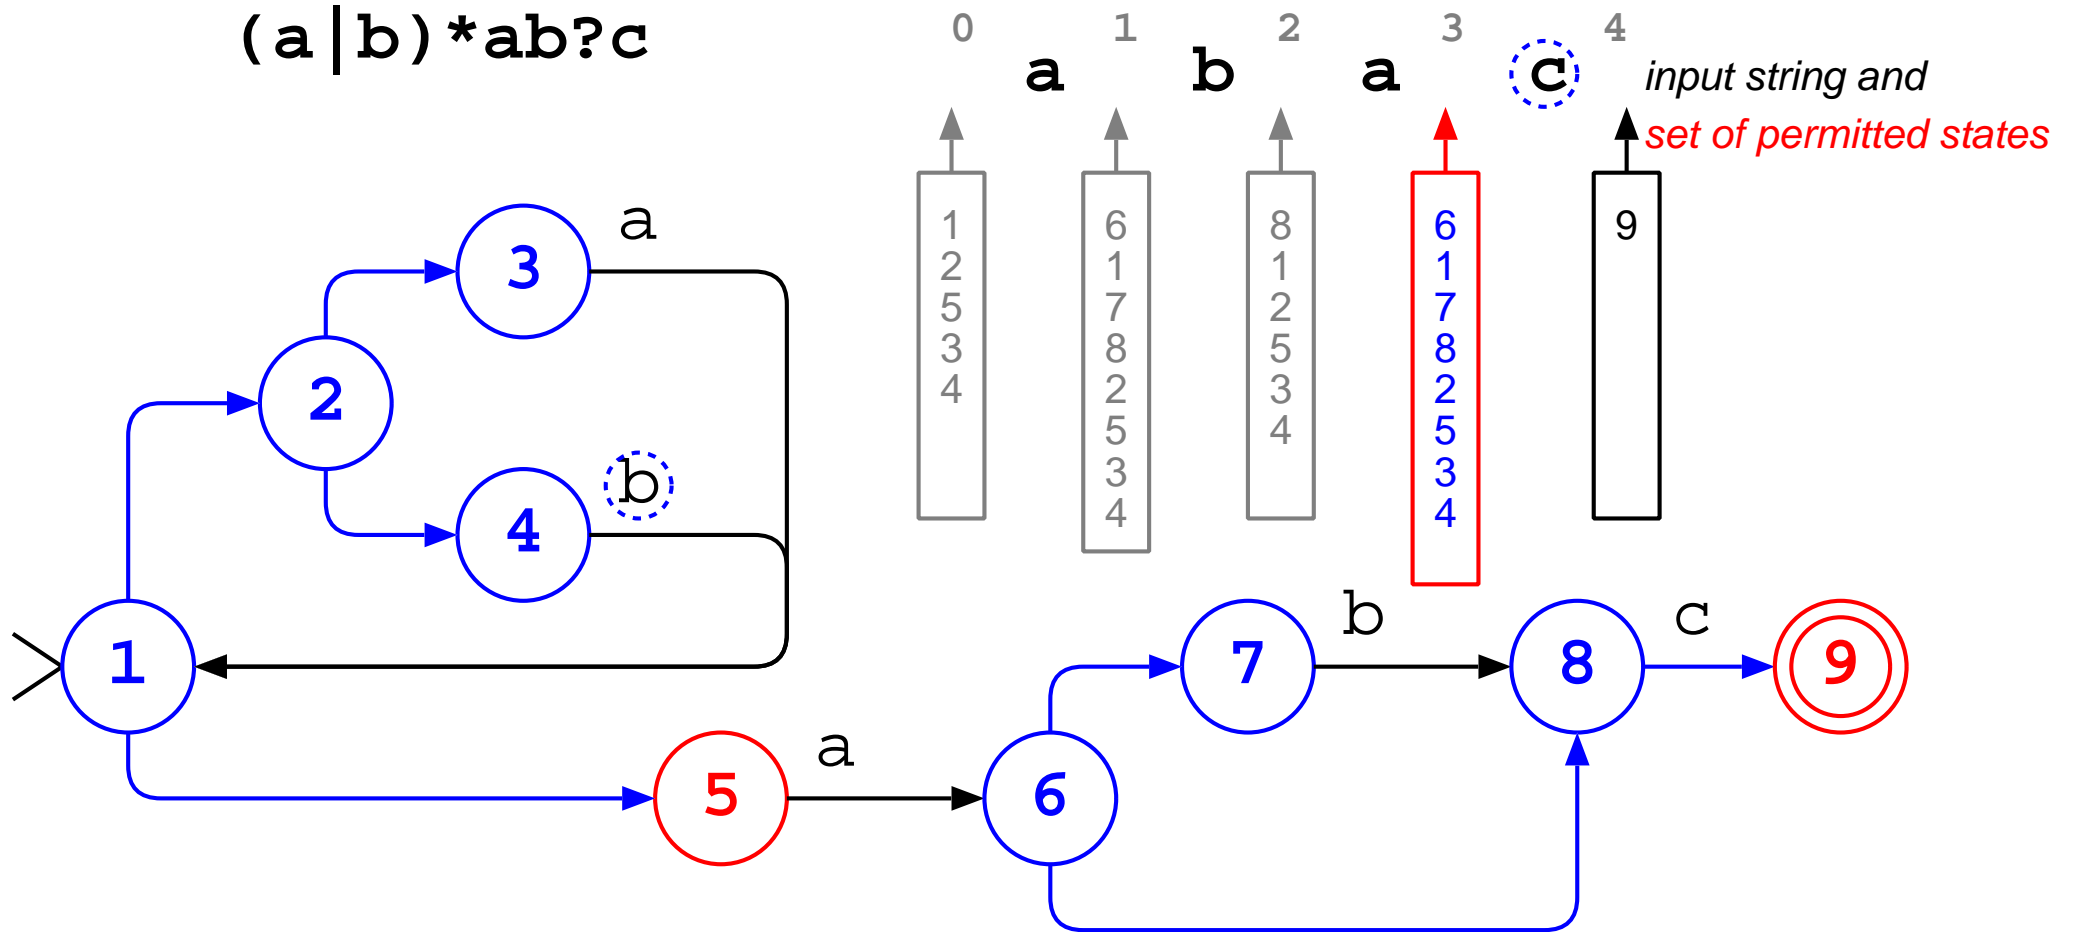 (a|b)*ab?c
0 1 2 3 4
a b a c
input string and
set of permitted states
1 6 8 6 9
2 1 1 1
5 7 2 7
3 8 5 8
4 2 3 2
5 4 5
3 3
4 4
3 a
2
4 b
1
5 a
6
7 b
8 c
9